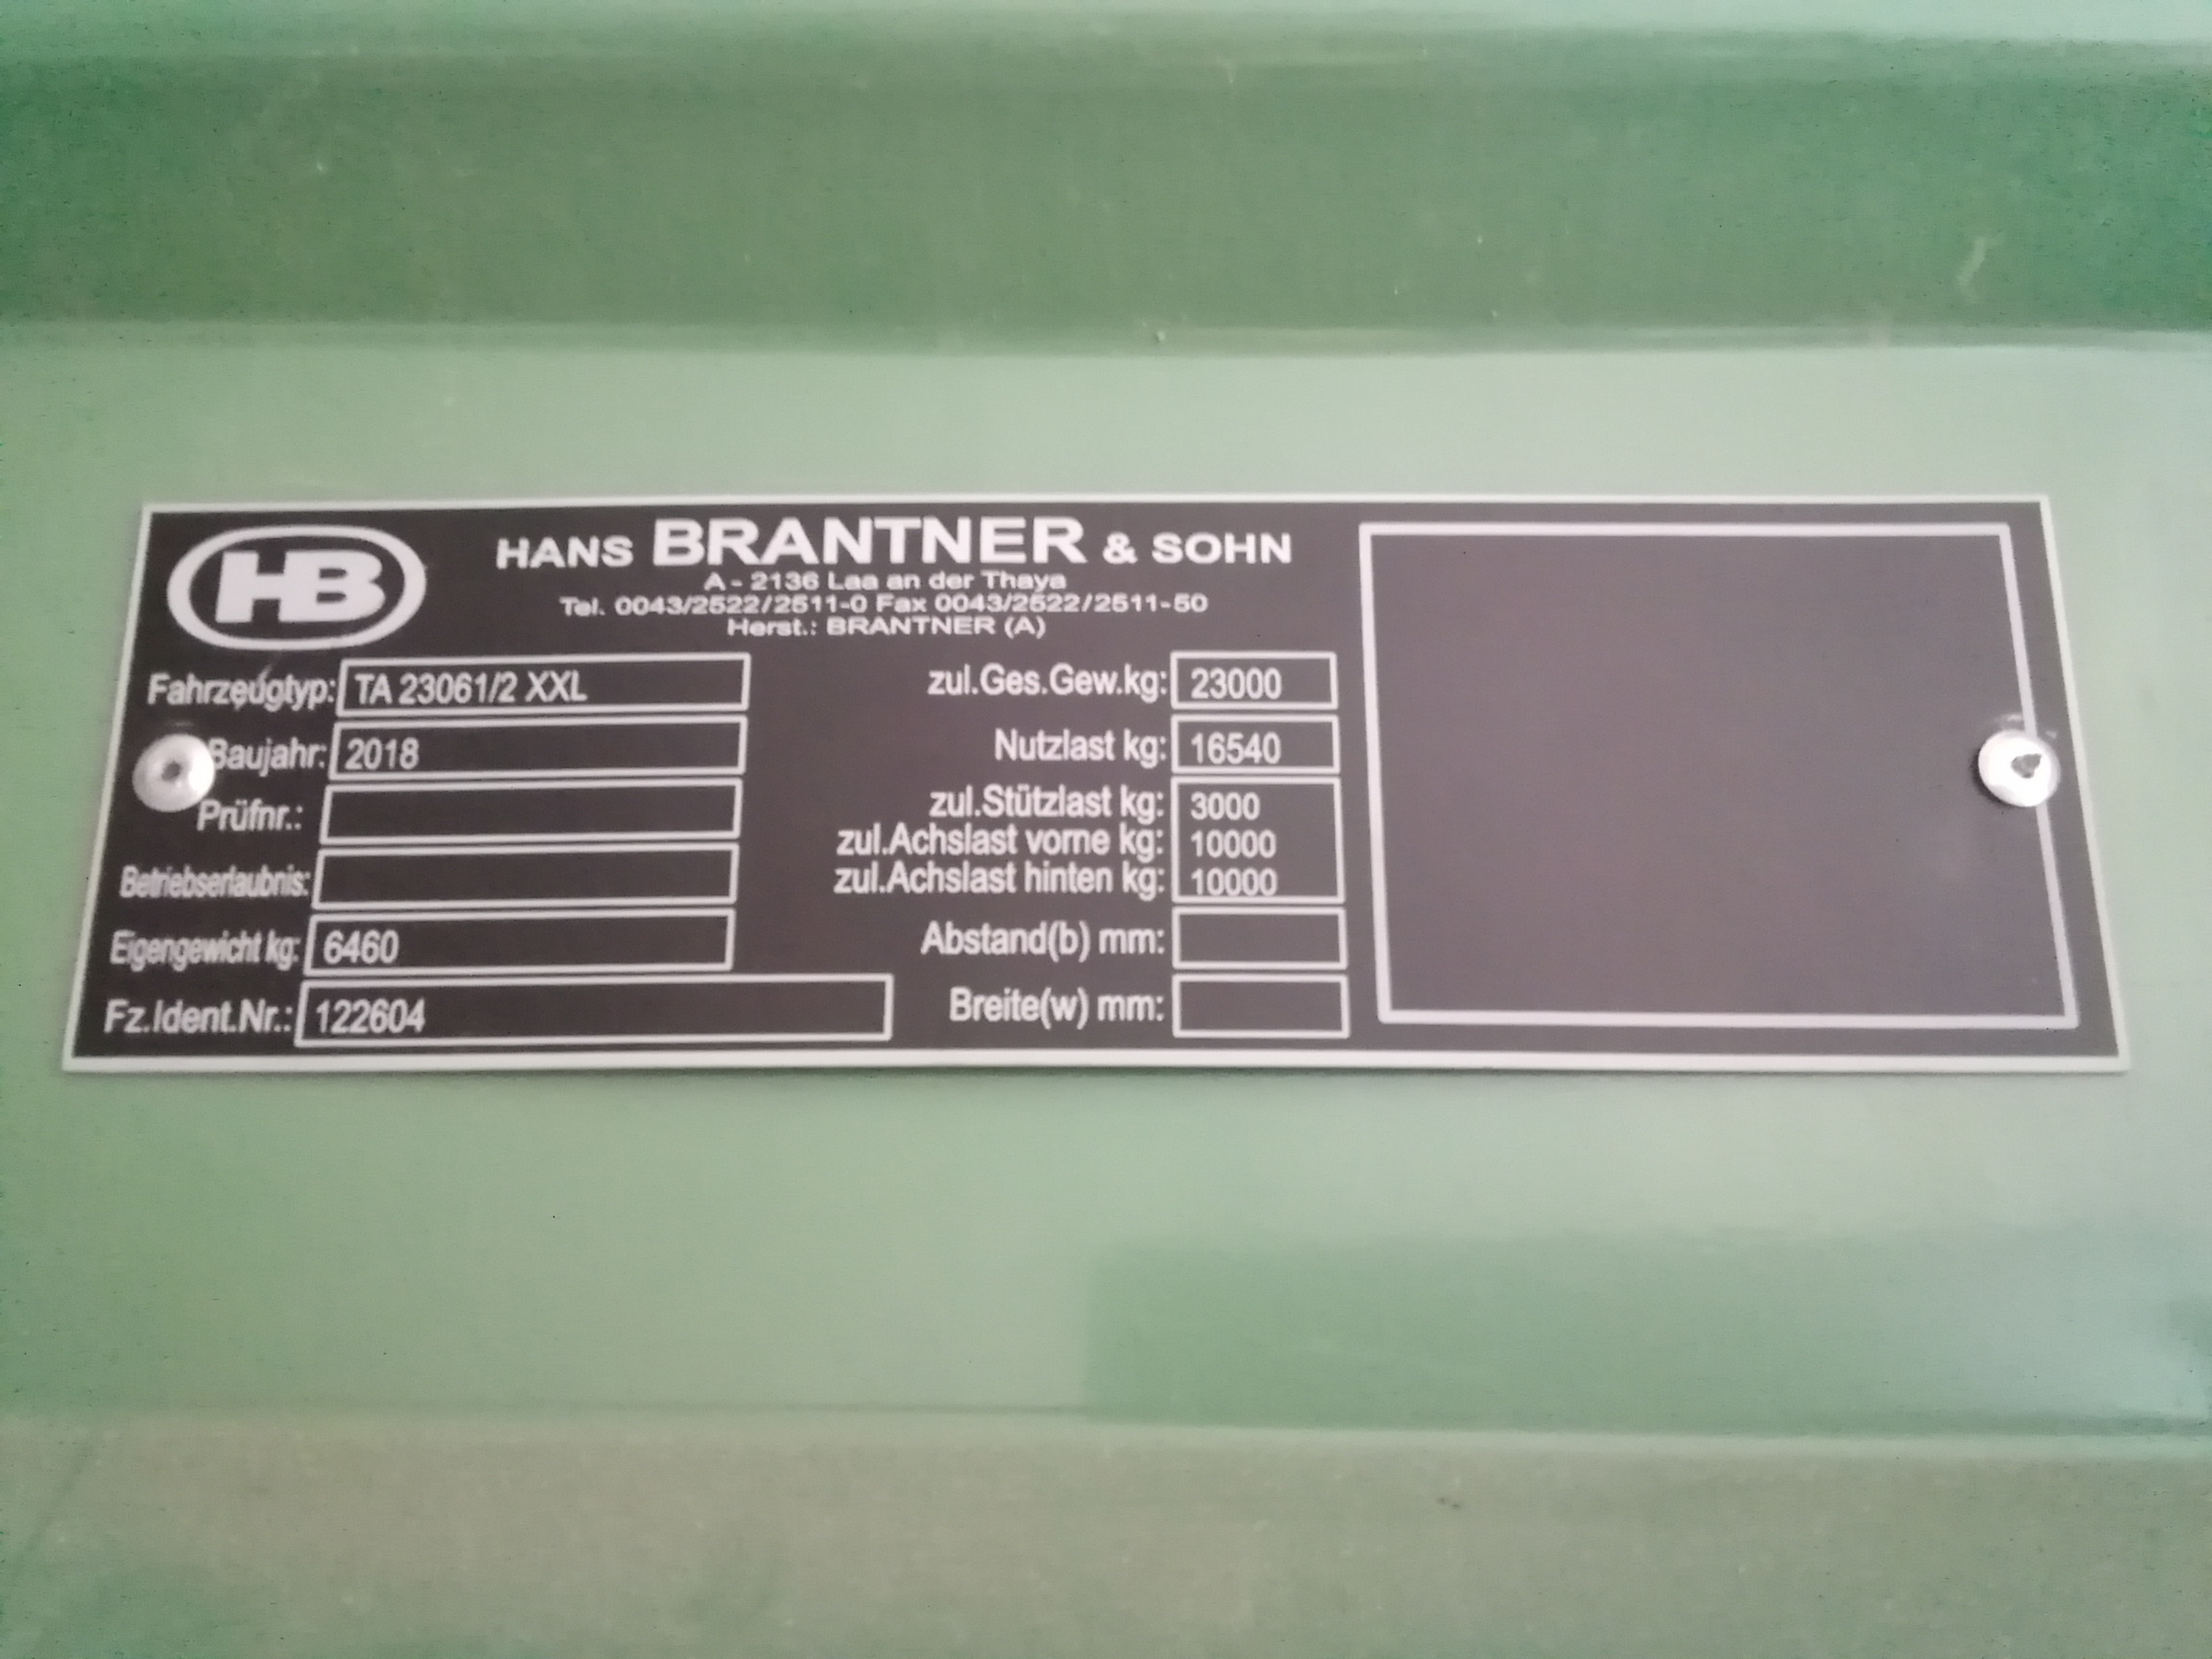 HB
HANS BRANTNER & SOHN
A - 2136 Laa an der Thaya
Tel. 0043/2522/2511-0 Fax 0043/2522/2511-50
Herst.: BRANTNER (A)
Fahrzeugtyp: TA 23061/2 XXL
Baujahr: 2018
Prüfnr.:
Betriebserlaubnis:
Eigengewicht kg: 6460
Fz.Ident.Nr.: 122604
zul.Ges.Gew.kg: 23000
Nutzlast kg: 16540
zul.Stützlast kg: 3000
zul.Achslast vorne kg: 10000
zul.Achslast hinten kg: 10000
Abstand(b) mm:
Breite(w) mm: